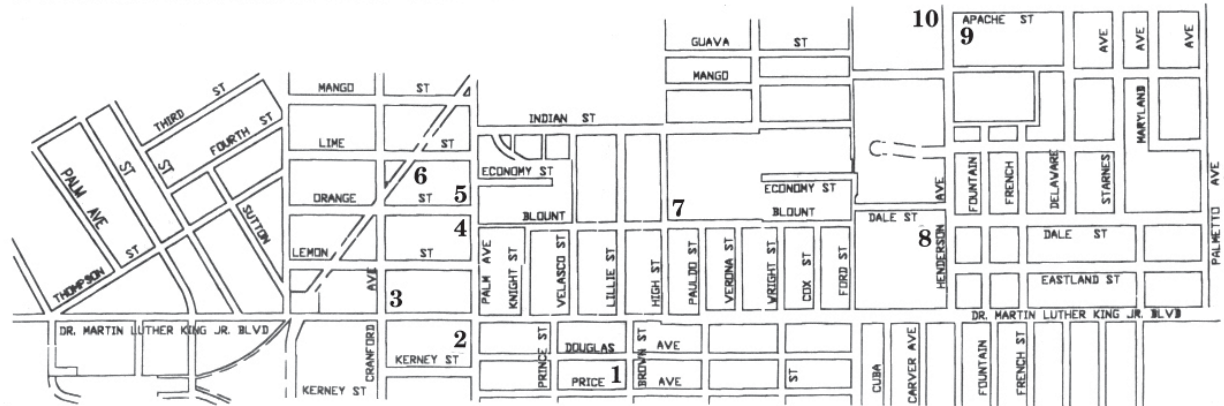 10
APACHE ST
9
GUAVA ST
AVE
AVE
AVE
MANGO
MANGO ST
THIRD ST
FOURTH ST
INDIAN ST
LIME ST
MARYLAND
ST
ST
PALM AVE
ECONOMY ST
6
5
ORANGE ST
ECONOMY ST
AVE
FOUNTAIN
FRENCH
DELAWARE
STARNES
PALMETTO AVE
SUTTON
BLOUNT
7
BLOUNT
DALE ST
8
HENDERSON
4
LEMON ST
DALE ST
THOMPSON ST
PALM AVE
KNIGHT ST
VELASCO ST
LILLIE ST
HIGH ST
PAULDO ST
VERONA ST
WRIGHT ST
COX ST
FORD ST
EASTLAND ST
AVE
3
DR. MARTIN LUTHER KING JR. BLVD
DR. MARTIN LUTHER KING JR. BLVD
CRANFORD
2
KERNEY ST
PRINCE ST
DOUGLAS AVE
BROWN ST
PRICE AVE
1
ST
CUBA
CARVER AVE
FOUNTAIN
FRENCH ST
KERNEY ST